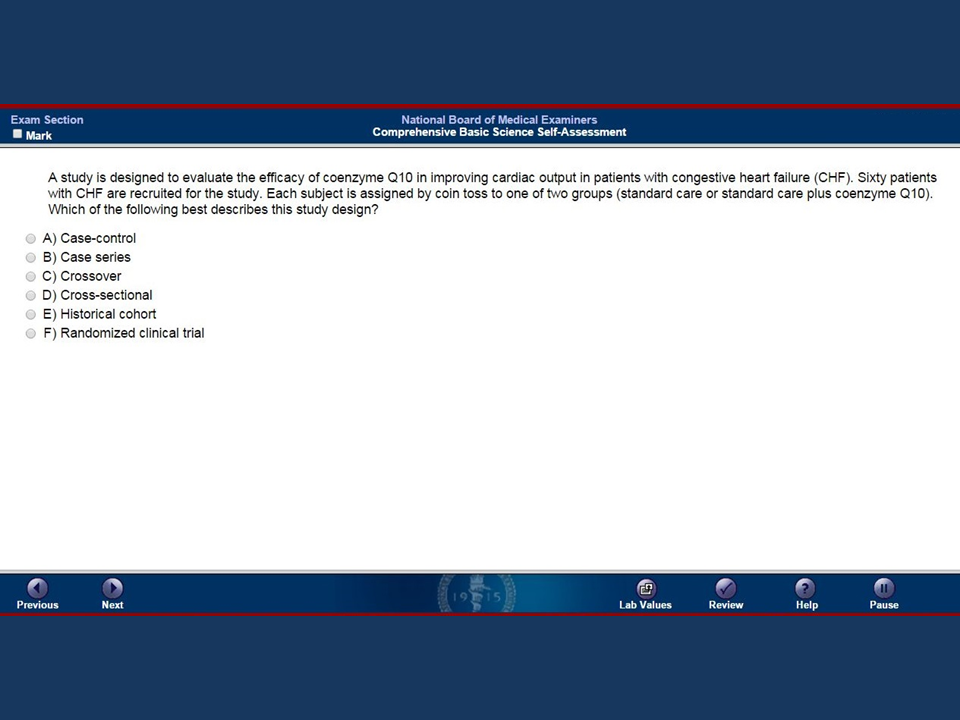 Exam Section
Mark
National Board of Medical Examiners
Comprehensive Basic Science Self-Assessment
A study is designed to evaluate the efficacy of coenzyme Q10 in improving cardiac output in patients with congestive heart failure (CHF). Sixty patients
with CHF are recruited for the study. Each subject is assigned by coin toss to one of two groups (standard care or standard care plus coenzyme Q10).
Which of the following best describes this study design?
A) Case-control
B) Case series
C) Crossover
D) Cross-sectional
E) Historical cohort
F) Randomized clinical trial
1915
Previous
Next
Lab Values
Review
Help
Pause